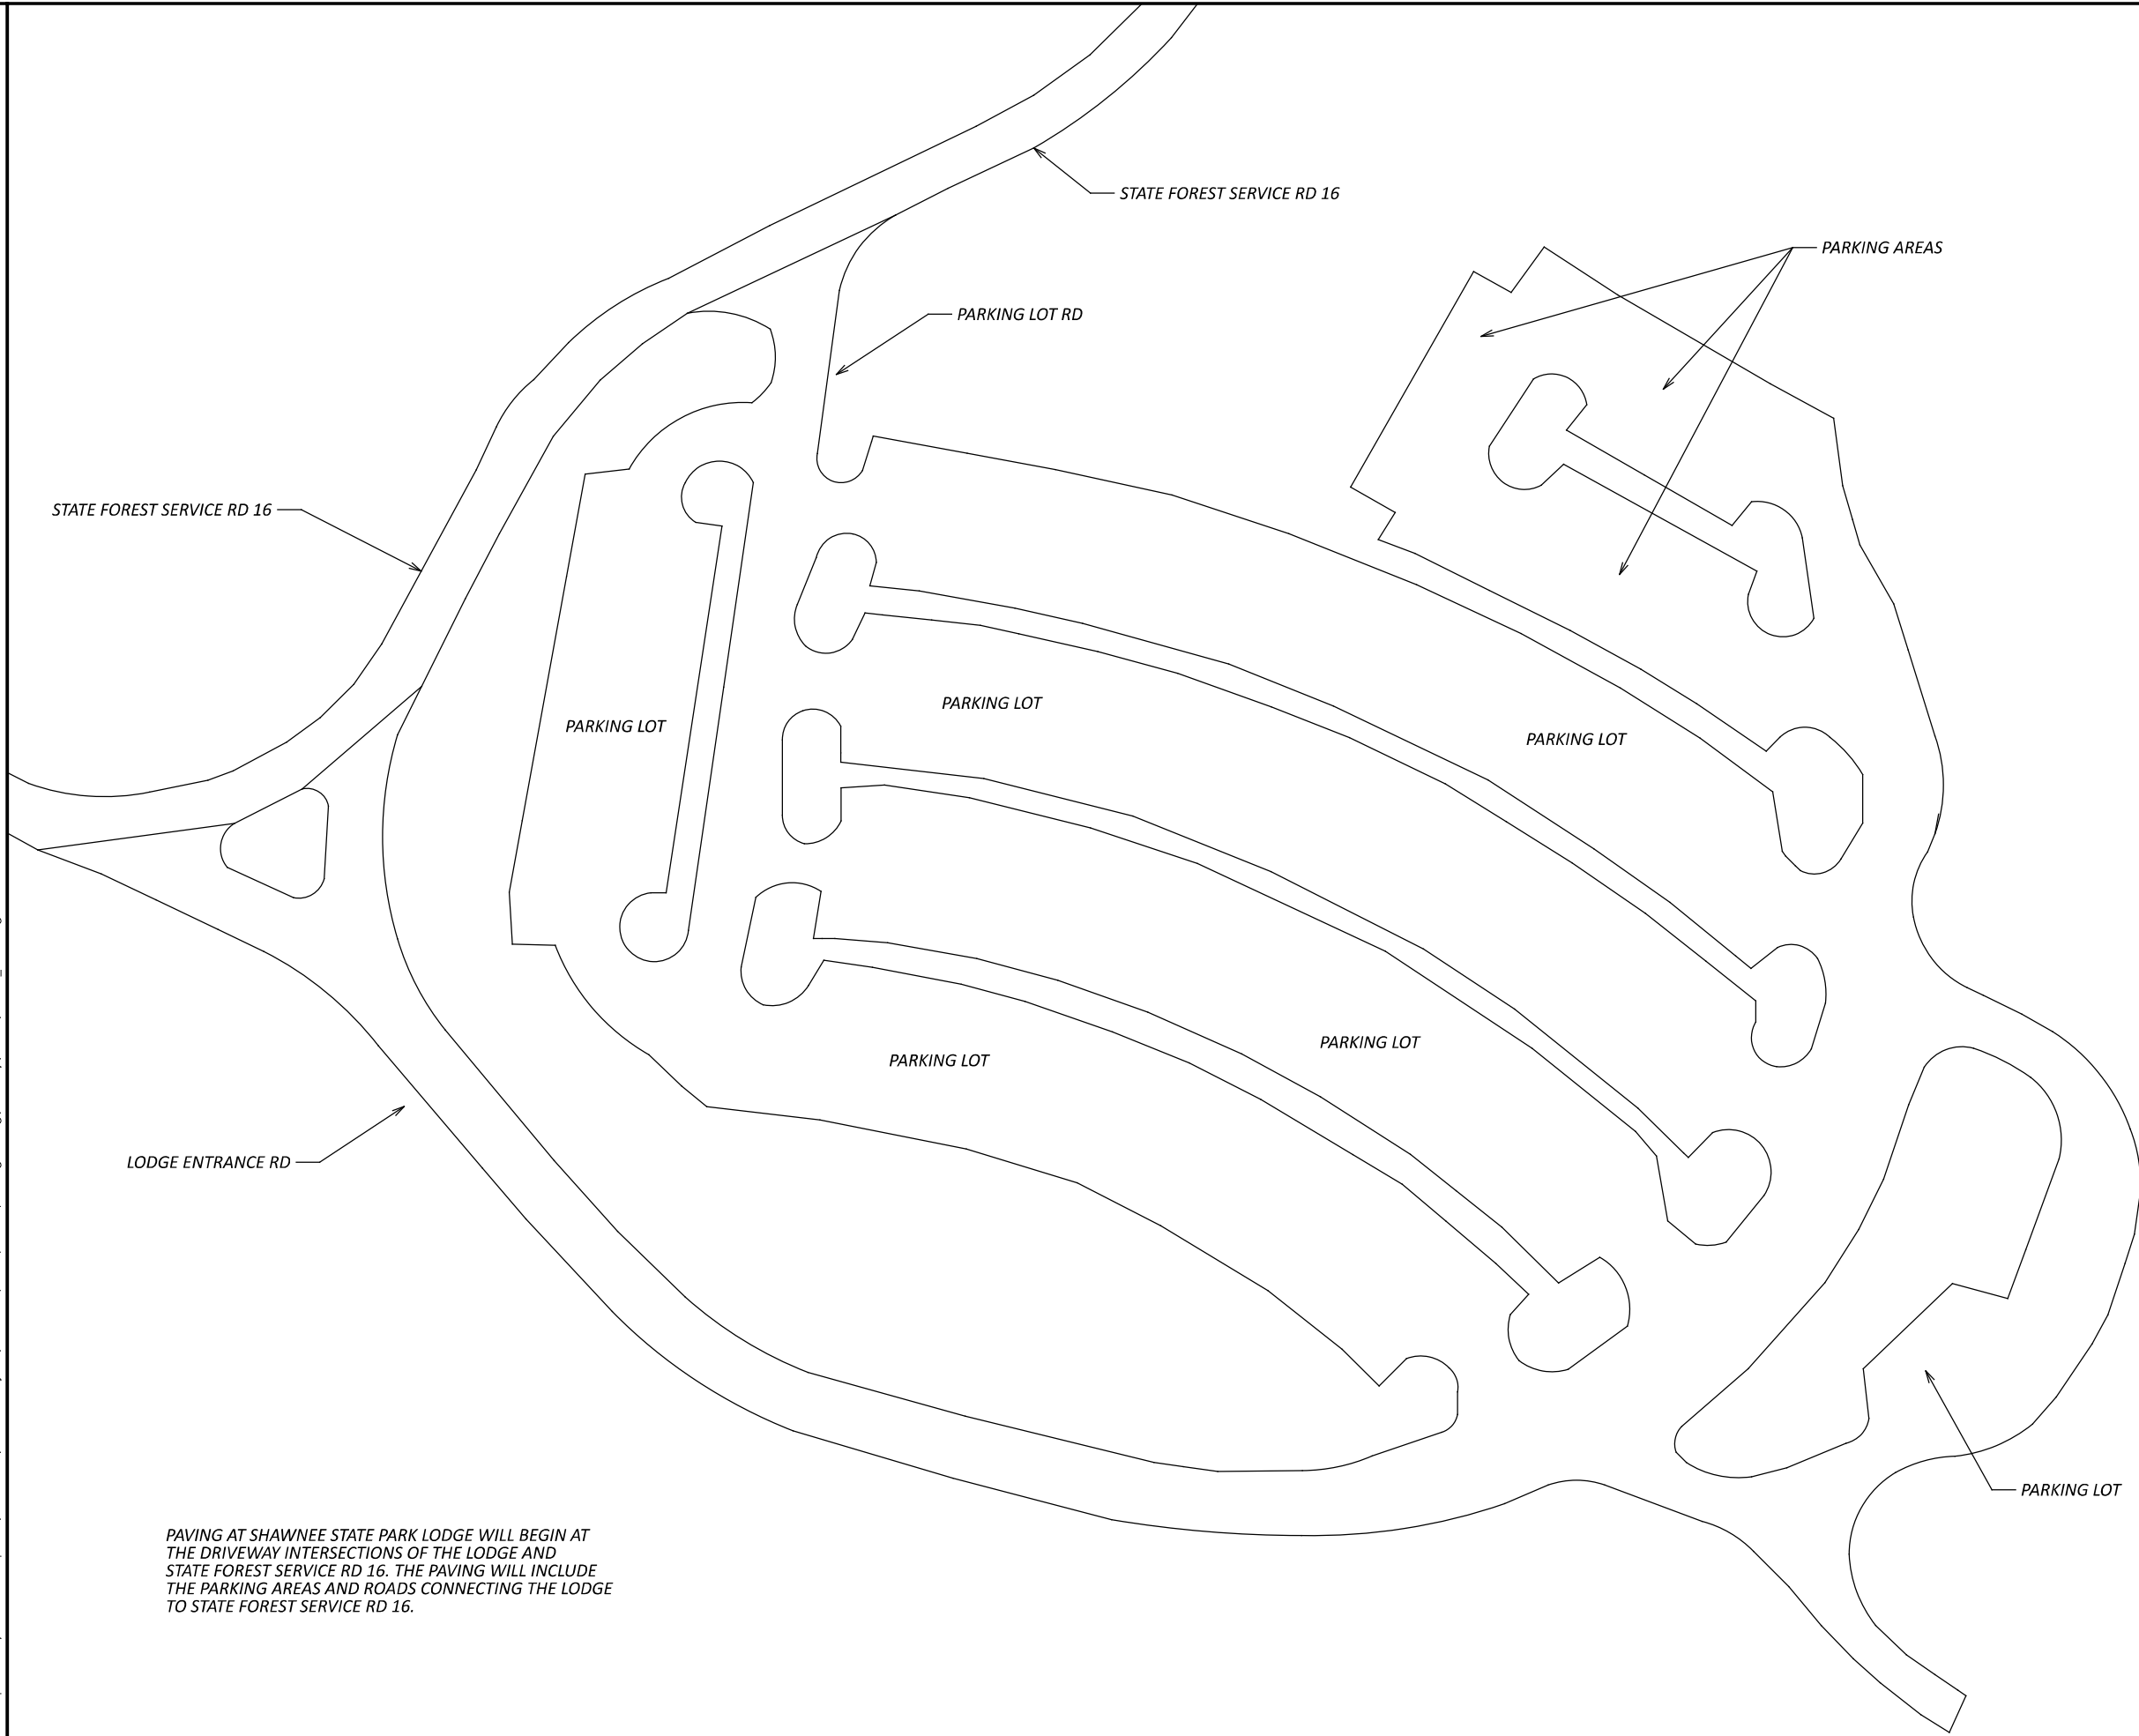 STATE FOREST SERVICE RD 16
PARKING AREAS
PARKING LOT RD
STATE FOREST SERVICE RD 16
PARKING LOT
PARKING LOT
PARKING LOT
PARKING LOT
PARKING LOT
LODGE ENTRANCE RD
PARKING LOT
PAVING AT SHAWNEE STATE PARK LODGE WILL BEGIN AT
THE DRIVEWAY INTERSECTIONS OF THE LODGE AND
STATE FOREST SERVICE RD 16. THE PAVING WILL INCLUDE
THE PARKING AREAS AND ROADS CONNECTING THE LODGE
TO STATE FOREST SERVICE RD 16.